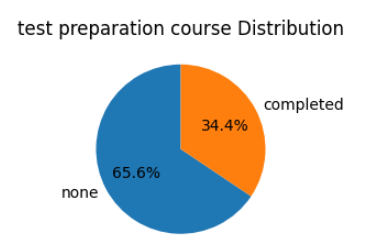 test preparation course Distribution
completed
34.4%
65.6%
none